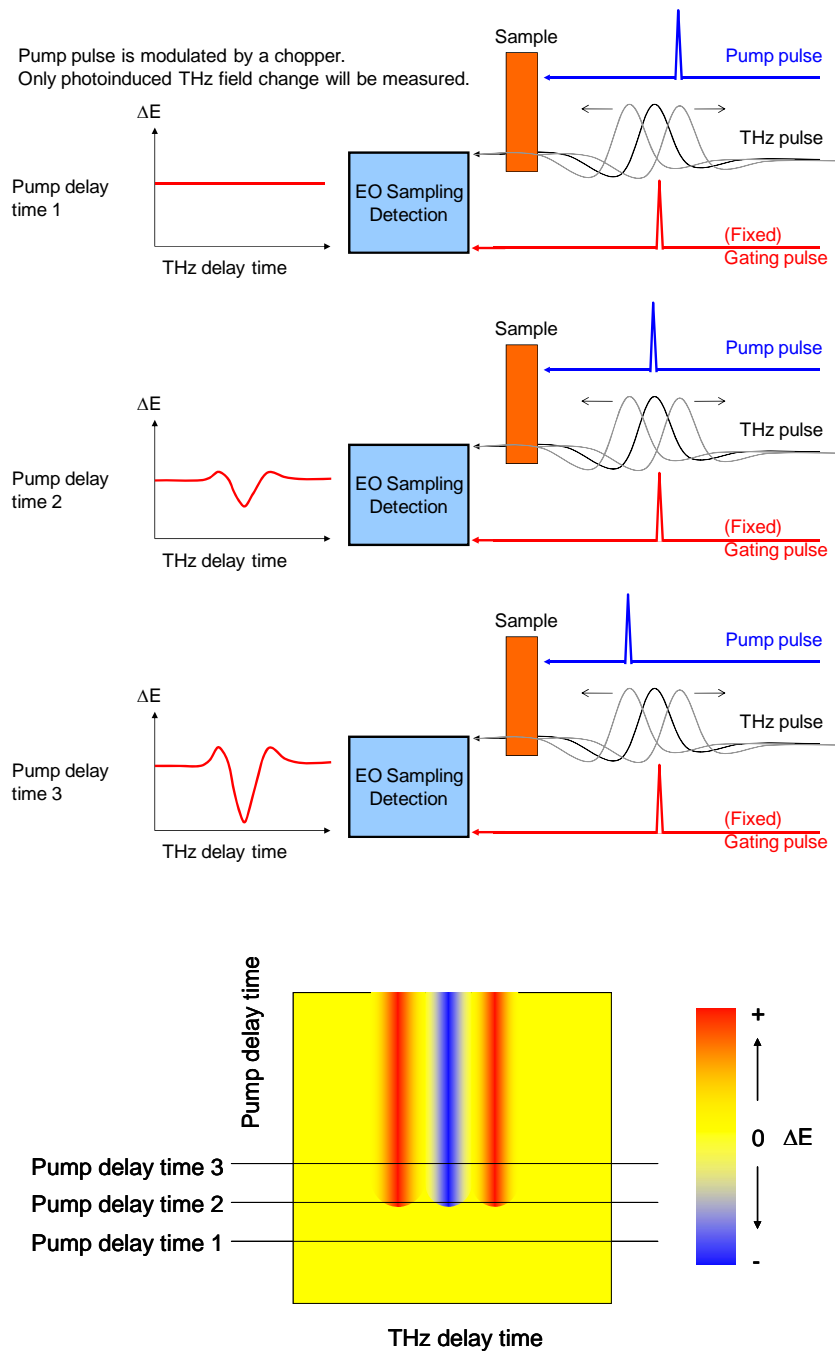 Pump pulse is modulated by a chopper.
Only photoinduced THz field change will be measured.
Sample
Pump pulse
ΔE
THz pulse
Pump delay
time 1
EO Sampling
Detection
(Fixed)
Gating pulse
THz delay time
Sample
Pump pulse
ΔE
THz pulse
Pump delay
time 2
EO Sampling
Detection
(Fixed)
Gating pulse
THz delay time
Sample
Pump pulse
ΔE
THz pulse
Pump delay
time 3
EO Sampling
Detection
(Fixed)
Gating pulse
THz delay time
Pump delay time
+
0 ΔE
-
Pump delay time 3
Pump delay time 2
Pump delay time 1
THz delay time